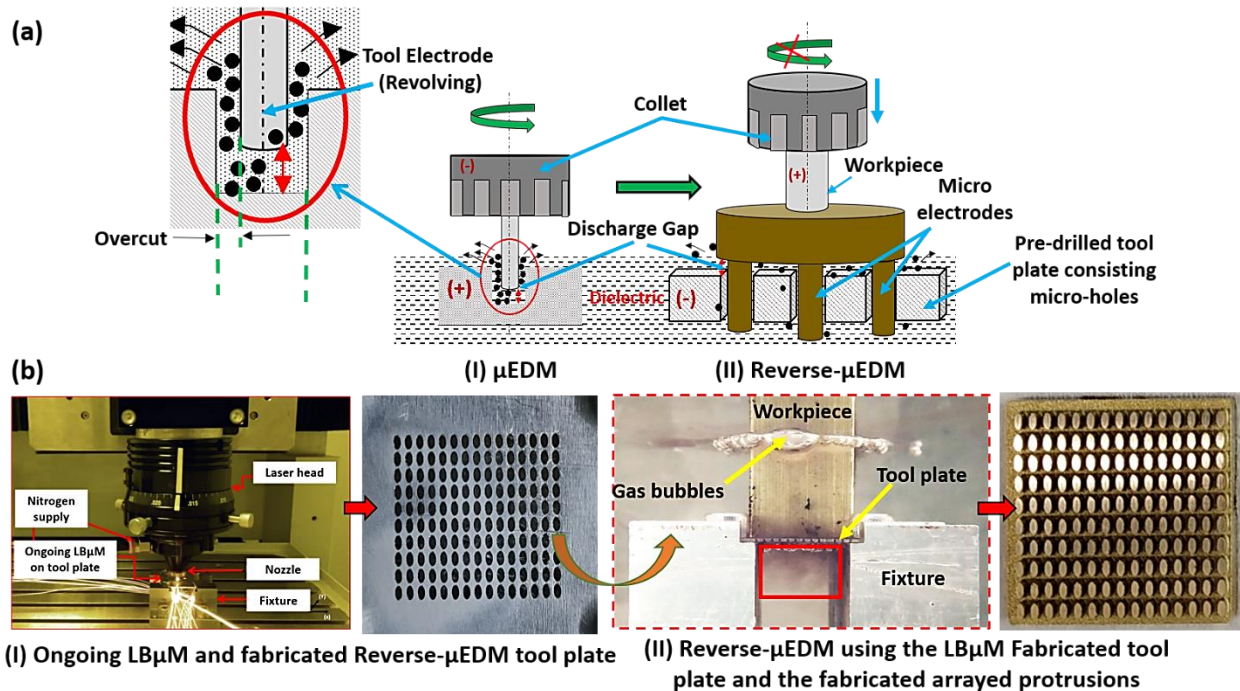 (a)
Tool Electrode
(Revolving)
Overcut
(-)
(+)
Collet
Discharge Gap
Dielectric
(-)
(+)
Workpiece
Micro
electrodes
Pre-drilled tool
plate consisting
micro-holes
(I) µEDM
(II) Reverse-µEDM
(b)
Laser head
Nitrogen
supply
Ongoing LBµM
on tool plate
Nozzle
Fixture
Workpiece
Gas bubbles
Tool plate
Fixture
(I) Ongoing LBµM and fabricated Reverse-µEDM tool plate
(II) Reverse-µEDM using the LBµM Fabricated tool
plate and the fabricated arrayed protrusions